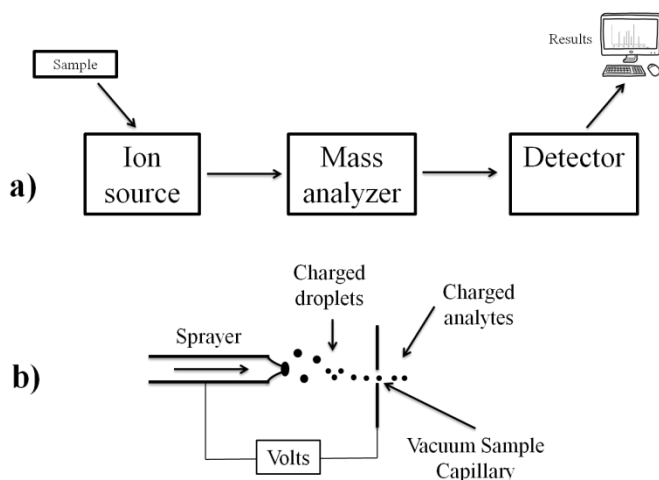 Results
Sample
Ion
source
Mass
analyzer
Detector
a)
Charged
droplets
Charged
analytes
Sprayer
b)
Volts
Vacuum Sample
Capillary